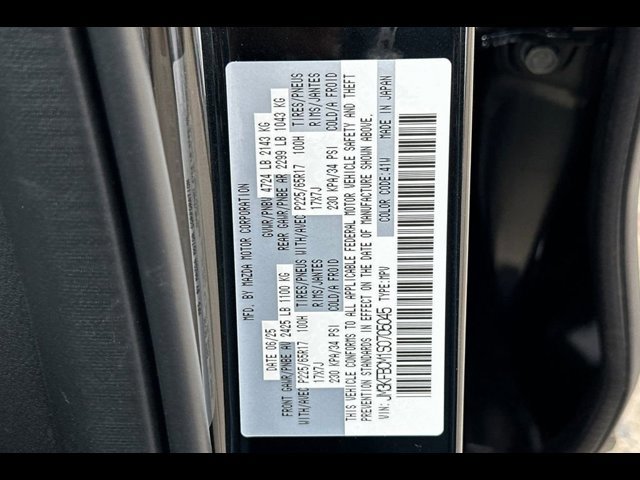 MFD. BY MAZDA MOTOR CORPORATION
DATE 06/25 GVWR/PNBV 4724 LB 2143 KG
FRONT GAWR/PNBE AV 2425 LB 1100 KG REAR GAWR/PNBE AR 2299 LB 1043 KG
WITH/AVEC P225/65R17 100H TIRES/PNEUS WITH/AVEC P225/65R17 100H TIRES/PNEUS
17X7J RIMS/JANTES 17X7J RIMS/JANTES
230 KPA/34 PSI COLD/A FROID 230 KPA/34 PSI COLD/A FROID
THIS VEHICLE CONFORMS TO ALL APPLICABLE FEDERAL MOTOR VEHICLE SAFETY AND THEFT
PREVENTION STANDARDS IN EFFECT ON THE DATE OF MANUFACTURE SHOWN ABOVE.
COLOR CODE:41W MADE IN JAPAN
VIN: TYPE:MPV